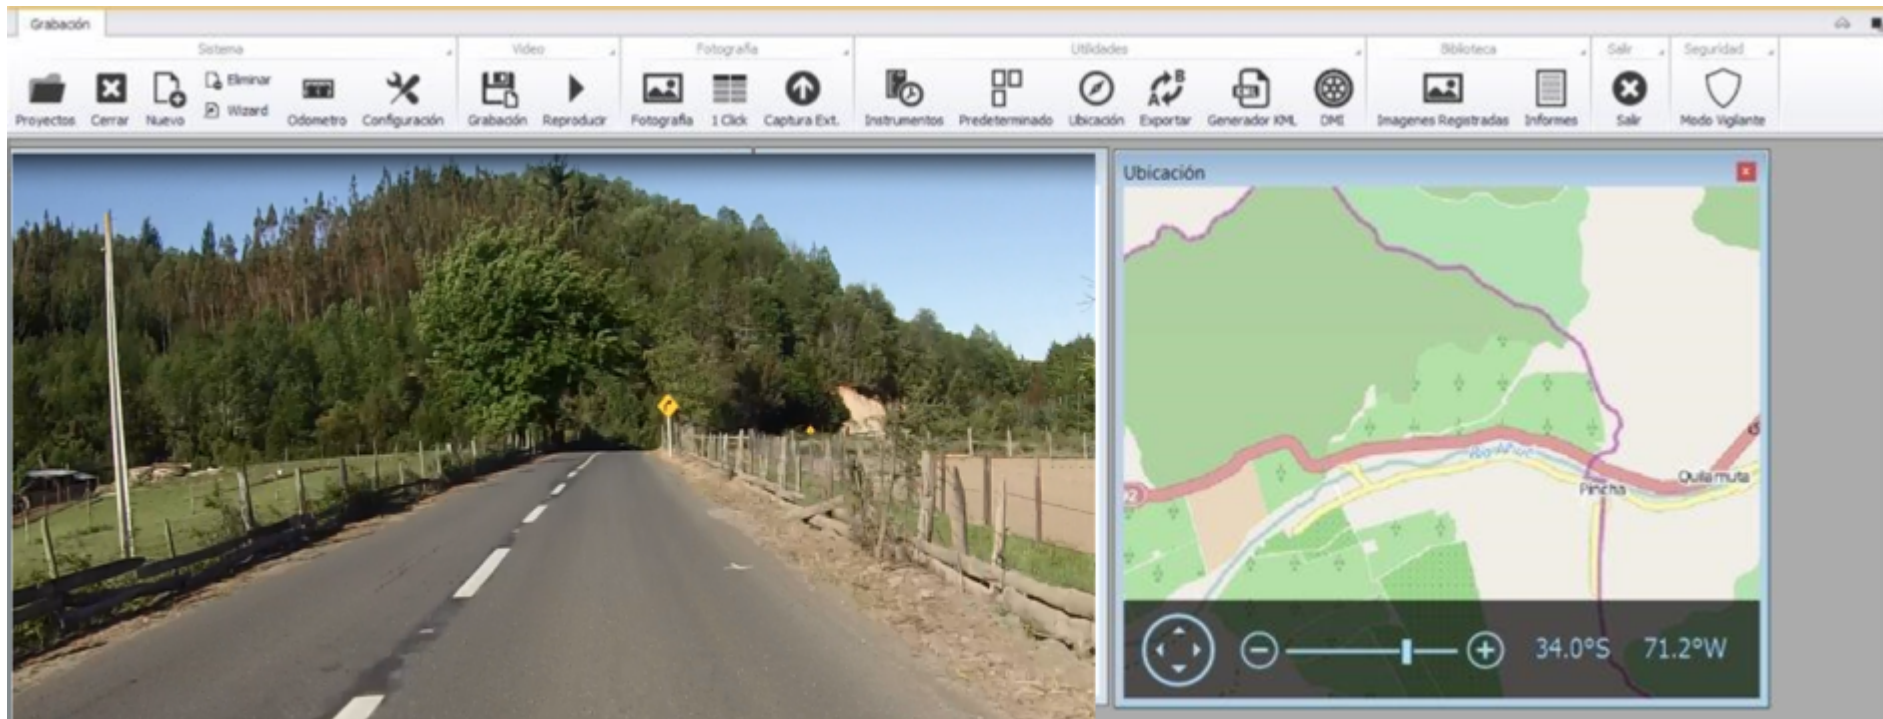 Grabación
Sistema
Video
Fotografía
Utilidades
Biblioteca
Salir
Seguridad
Proyectos
Cerrar
Nuevo
Eliminar
Wizard
Odometro
Configuración
Grabación
Reproducir
Fotografía
1 Click
Captura Ext.
Instrumentos
Predeterminado
Ubicación
A B
Exportar
KML
Generador KML
DMI
Imagenes Registradas
Informes
Salir
Modo Vigilante
Ubicación
Pincha
Quilamuta
34.0°S 71.2°W